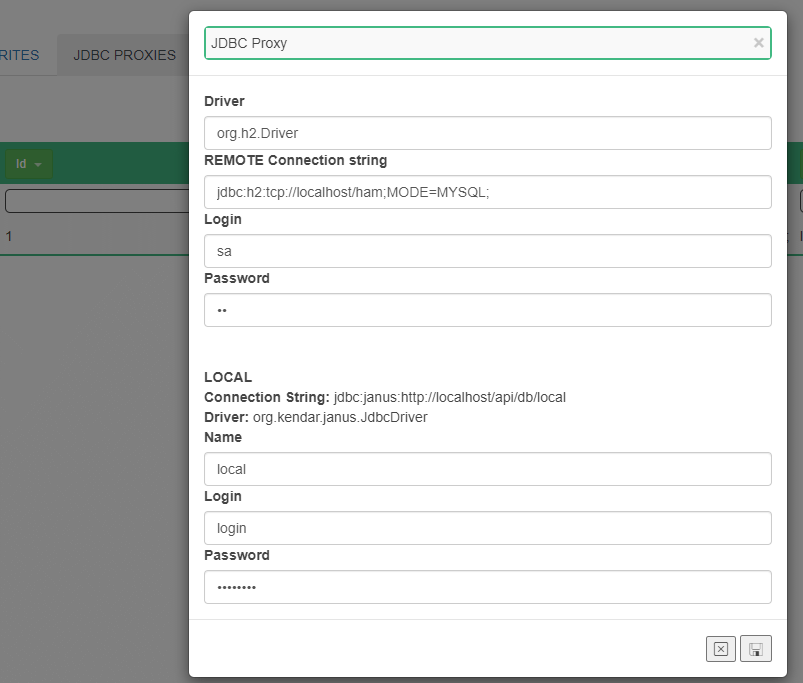 RITES
JDBC PROXIES
Id
1
JDBC Proxy
×
Driver
org.h2.Driver
REMOTE Connection string
jdbc:h2:tcp://localhost/ham;MODE=MYSQL;
Login
sa
Password
••
LOCAL
Connection String: jdbc:janus:http://localhost/api/db/local
Driver: org.kendar.janus.JdbcDriver
Name
local
Login
login
Password
••••••••